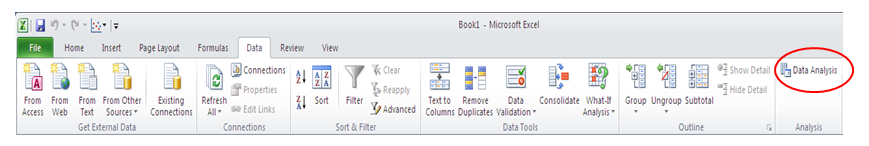 Book1 - Microsoft Excel
File Home Insert Page Layout Formulas Data Review View
From Access
From Web
From Text
From Other Sources
Existing Connections
Get External Data
Refresh All
Connections
Properties
Edit Links
Connections
A Z
Z A
A Z Z A
Sort
Filter
Clear
Reapply
Advanced
Sort & Filter
Text to Columns
Remove Duplicates
Data Validation
Consolidate
What-If Analysis
Data Tools
Group
Ungroup
Subtotal
Show Detail
Hide Detail
Outline
Data Analysis
Analysis